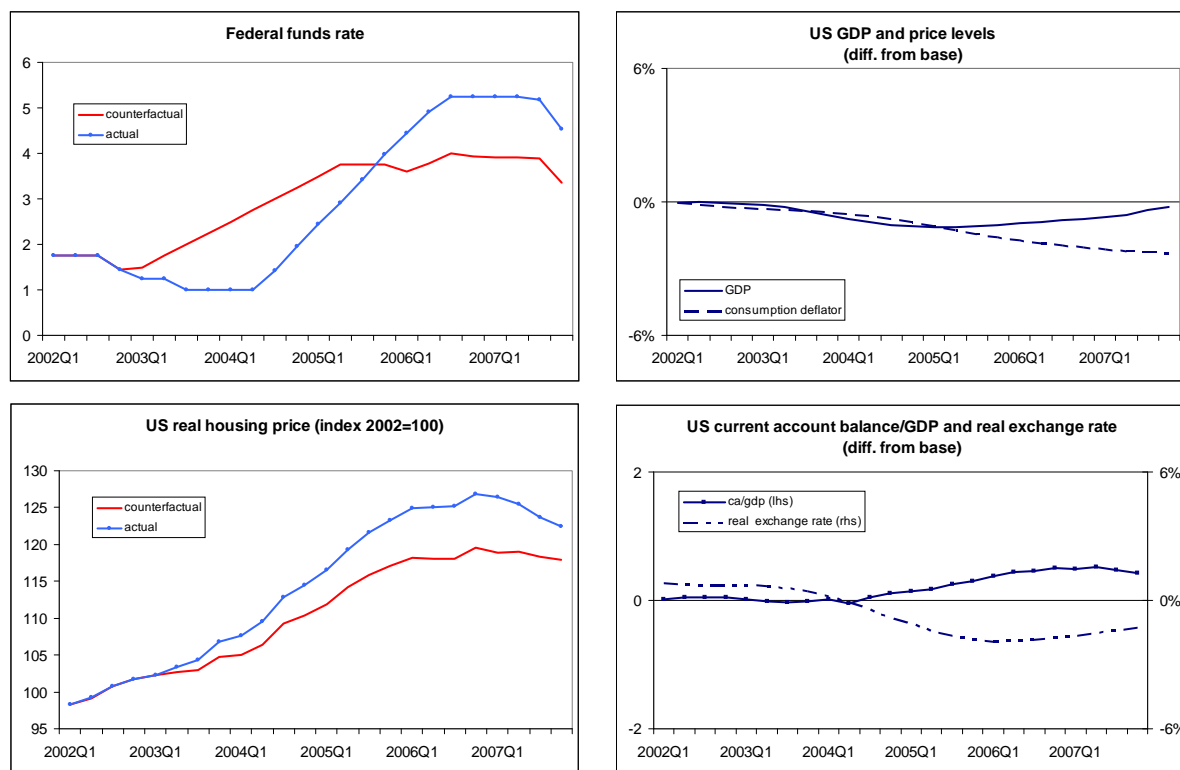 Federal funds rate
6
5
4
3
2
1
0
counterfactual
actual
2002Q1 2003Q1 2004Q1 2005Q1 2006Q1 2007Q1
US GDP and price levels
(diff. from base)
6%
0%
-6%
GDP
consumption deflator
2002Q1 2003Q1 2004Q1 2005Q1 2006Q1 2007Q1
US real housing price (index 2002=100)
130
125
120
115
110
105
100
95
counterfactual
actual
2002Q1 2003Q1 2004Q1 2005Q1 2006Q1 2007Q1
US current account balance/GDP and real exchange rate
(diff. from base)
2 6%
0 0%
-2 -6%
ca/gdp (lhs)
real exchange rate (rhs)
2002Q1 2003Q1 2004Q1 2005Q1 2006Q1 2007Q1